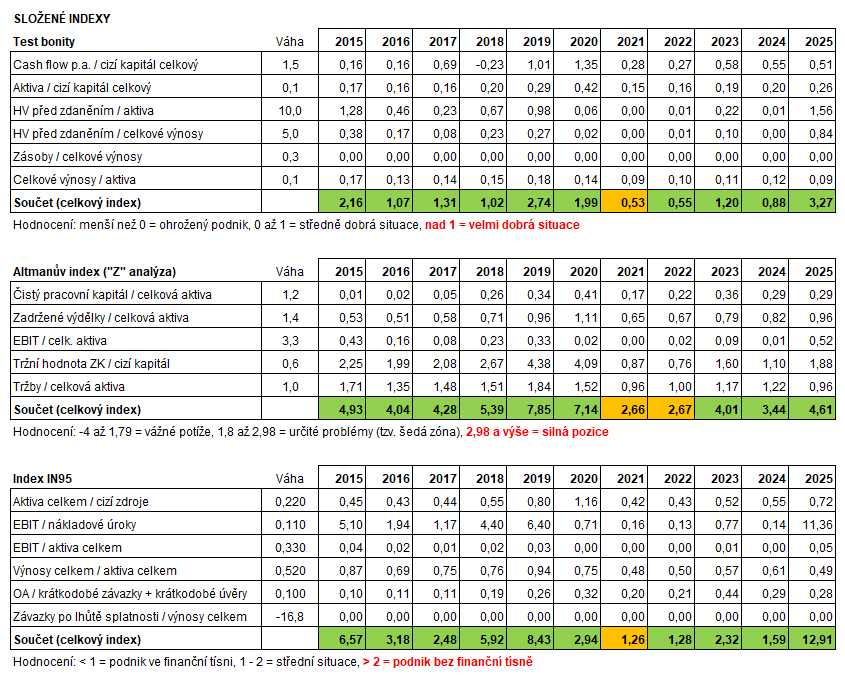 SLOŽENÉ INDEXY
Test bonity Váha 2015 2016 2017 2018 2019 2020 2021 2022 2023 2024 2025
Cash flow p.a. / cizí kapitál celkový 1,5 0,16 0,16 0,69 -0,23 1,01 1,35 0,28 0,27 0,58 0,55 0,51
Aktiva / cizí kapitál celkový 0,1 0,17 0,16 0,16 0,20 0,29 0,42 0,15 0,16 0,19 0,20 0,26
HV před zdaněním / aktiva 10,0 1,28 0,46 0,23 0,67 0,98 0,06 0,00 0,01 0,22 0,01 1,56
HV před zdaněním / celkové výnosy 5,0 0,38 0,17 0,08 0,23 0,27 0,02 0,00 0,01 0,10 0,00 0,84
Zásoby / celkové výnosy 0,3 0,00 0,00 0,00 0,00 0,00 0,00 0,00 0,00 0,00 0,00 0,00
Celkové výnosy / aktiva 0,1 0,17 0,13 0,14 0,15 0,18 0,14 0,09 0,10 0,11 0,12 0,09
Součet (celkový index) 2,16 1,07 1,31 1,02 2,74 1,99 0,53 0,55 1,20 0,88 3,27
Hodnocení: menší než 0 = ohrožený podnik, 0 až 1 = středně dobrá situace, nad 1 = velmi dobrá situace
Altmanův index ("Z" analýza) Váha 2015 2016 2017 2018 2019 2020 2021 2022 2023 2024 2025
Čistý pracovní kapitál / celková aktiva 1,2 0,01 0,02 0,05 0,26 0,34 0,41 0,17 0,22 0,36 0,29 0,29
Zadržené výdělky / celková aktiva 1,4 0,53 0,51 0,58 0,71 0,96 1,11 0,65 0,67 0,79 0,82 0,96
EBIT / celk. aktiva 3,3 0,43 0,16 0,08 0,23 0,33 0,02 0,00 0,02 0,09 0,01 0,52
Tržní hodnota ZK / cizí kapitál 0,6 2,25 1,99 2,08 2,67 4,38 4,09 0,87 0,76 1,60 1,10 1,88
Tržby / celková aktiva 1,0 1,71 1,35 1,48 1,51 1,84 1,52 0,96 1,00 1,17 1,22 0,96
Součet (celkový index) 4,93 4,04 4,28 5,39 7,85 7,14 2,66 2,67 4,01 3,44 4,61
Hodnocení: -4 až 1,79 = vážné potíže, 1,8 až 2,98 = určité problémy (tzv. šedá zóna), 2,98 a výše = silná pozice
Index IN95 Váha 2015 2016 2017 2018 2019 2020 2021 2022 2023 2024 2025
Aktiva celkem / cizí zdroje 0,220 0,45 0,43 0,44 0,55 0,80 1,16 0,42 0,43 0,52 0,55 0,72
EBIT / nákladové úroky 0,110 5,10 1,94 1,17 4,40 6,40 0,71 0,16 0,13 0,77 0,14 11,36
EBIT / aktiva celkem 0,330 0,04 0,02 0,01 0,02 0,03 0,00 0,00 0,00 0,01 0,00 0,05
Výnosy celkem / aktiva celkem 0,520 0,87 0,69 0,75 0,76 0,94 0,75 0,48 0,50 0,57 0,61 0,49
OA / krátkodobé závazky + krátkodobé úvěry 0,100 0,10 0,11 0,11 0,19 0,26 0,32 0,20 0,21 0,44 0,29 0,28
Závazky po lhůtě splatnosti / výnosy celkem -16,8 0,00 0,00 0,00 0,00 0,00 0,00 0,00 0,00 0,00 0,00 0,00
Součet (celkový index) 6,57 3,18 2,48 5,92 8,43 2,94 1,26 1,28 2,32 1,59 12,91
Hodnocení: < 1 = podnik ve finanční tísni, 1 - 2 = střední situace, > 2 = podnik bez finanční tísně